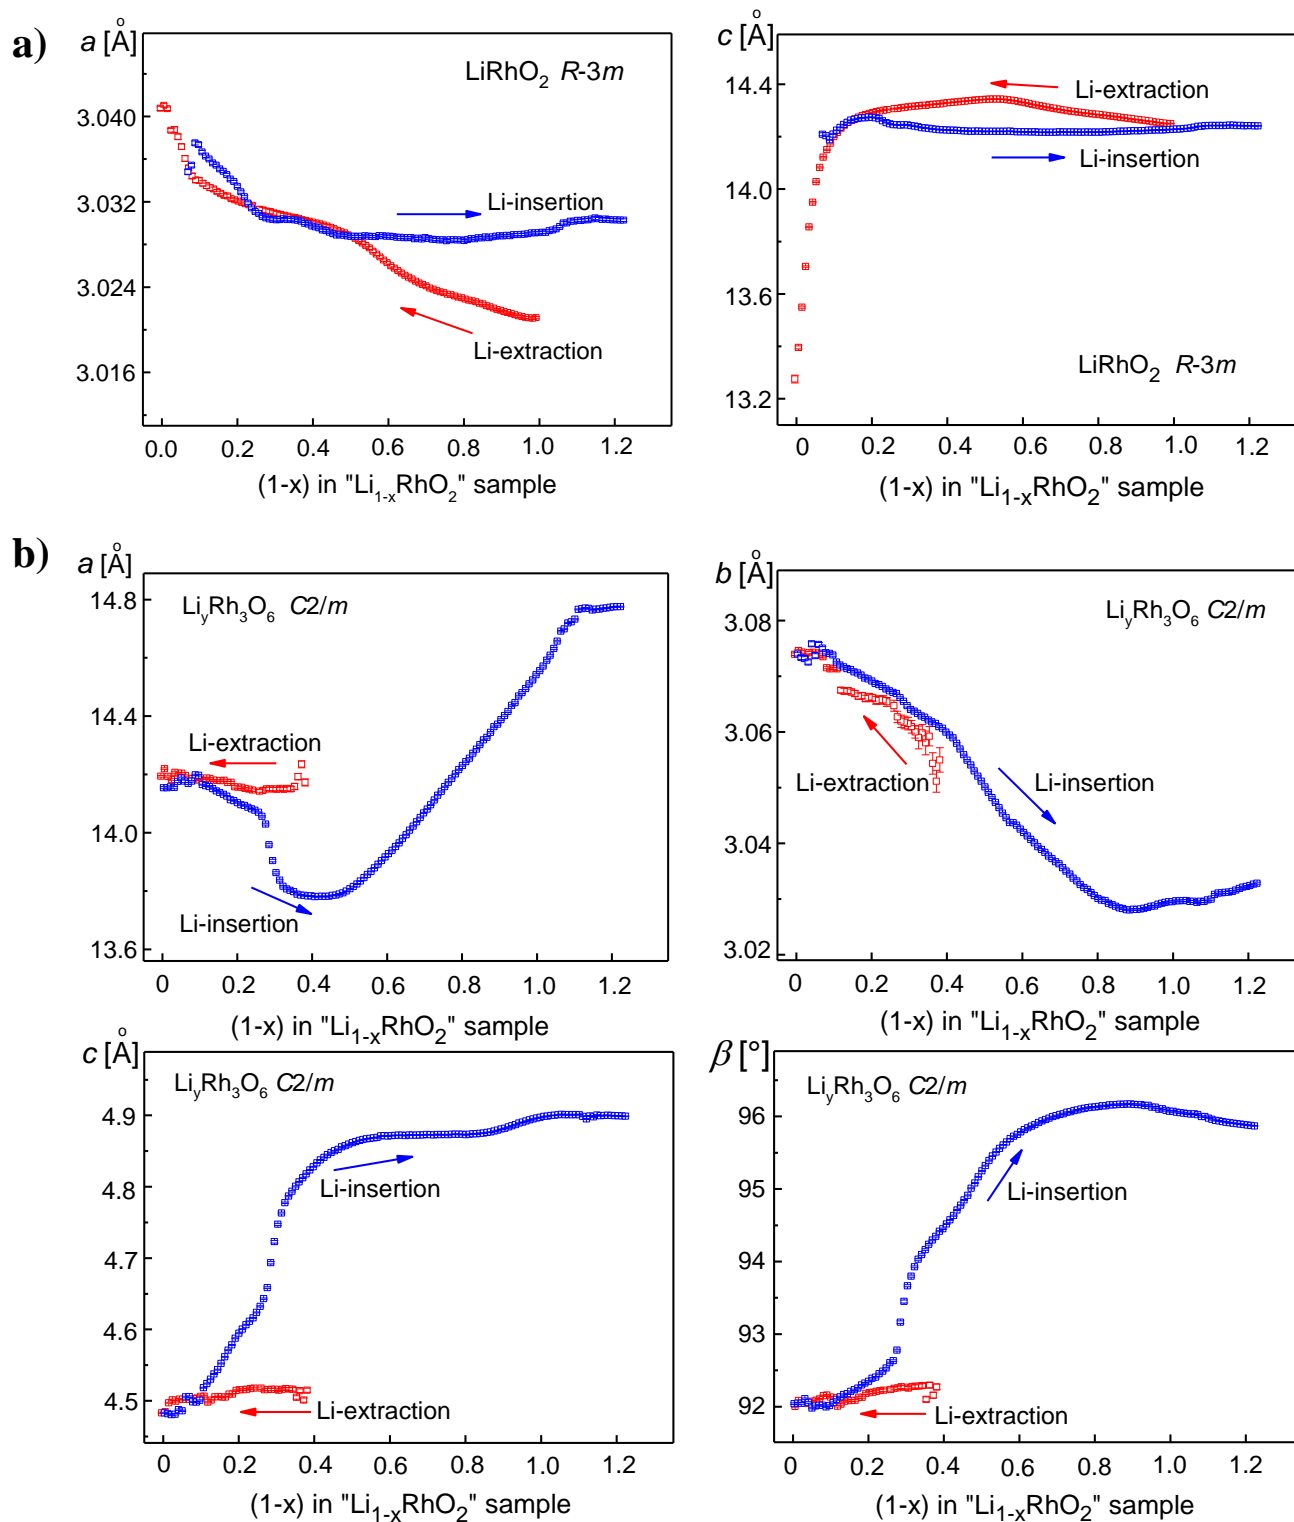 a)
a [Å]
LiRhO2 R-3m
3.040
3.032
3.024
3.016
Li-insertion
Li-extraction
0.0 0.2 0.4 0.6 0.8 1.0 1.2
(1-x) in "Li1-xRhO2" sample
c [Å]
14.4
14.0
13.6
13.2
Li-extraction
Li-insertion
LiRhO2 R-3m
0.0 0.2 0.4 0.6 0.8 1.0 1.2
(1-x) in "Li1-xRhO2" sample
b)
a [Å]
LiyRh3O6 C2/m
14.8
14.4
14.0
13.6
Li-extraction
Li-insertion
0 0.2 0.4 0.6 0.8 1.0 1.2
(1-x) in "Li1-xRhO2" sample
b [Å]
LiyRh3O6 C2/m
3.08
3.06
3.04
3.02
Li-extraction
Li-insertion
0 0.2 0.4 0.6 0.8 1.0 1.2
(1-x) in "Li1-xRhO2" sample
c [Å]
LiyRh3O6 C2/m
4.9
4.8
4.7
4.6
4.5
Li-insertion
Li-extraction
0 0.2 0.4 0.6 0.8 1.0 1.2
(1-x) in "Li1-xRhO2" sample
β [°]
LiyRh3O6 C2/m
96
95
94
93
92
Li-insertion
Li-extraction
0 0.2 0.4 0.6 0.8 1.0 1.2
(1-x) in "Li1-xRhO2" sample